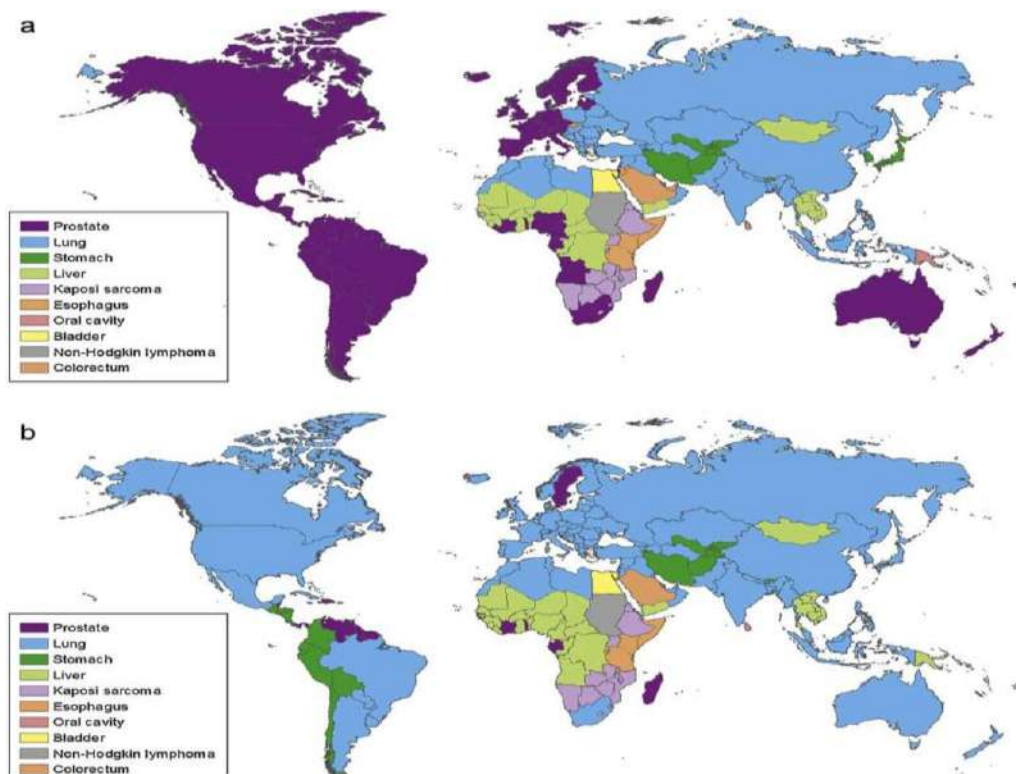 a
Prostate
Lung
Stomach
Liver
Kaposi sarcoma
Esophagus
Oral cavity
Bladder
Non-Hodgkin lymphoma
Colorectum
b
Prostate
Lung
Stomach
Liver
Kaposi sarcoma
Esophagus
Oral cavity
Bladder
Non-Hodgkin lymphoma
Colorectum